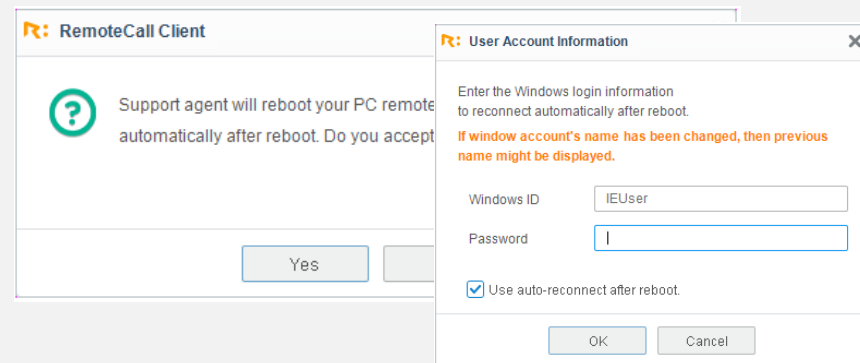 RemoteCall Client
Support agent will reboot your PC remote
automatically after reboot. Do you accept
Yes
User Account Information
Enter the Windows login information
to reconnect automatically after reboot.
If window account's name has been changed, then previous
name might be displayed.
Windows ID IEUser
Password
Use auto-reconnect after reboot.
OK Cancel